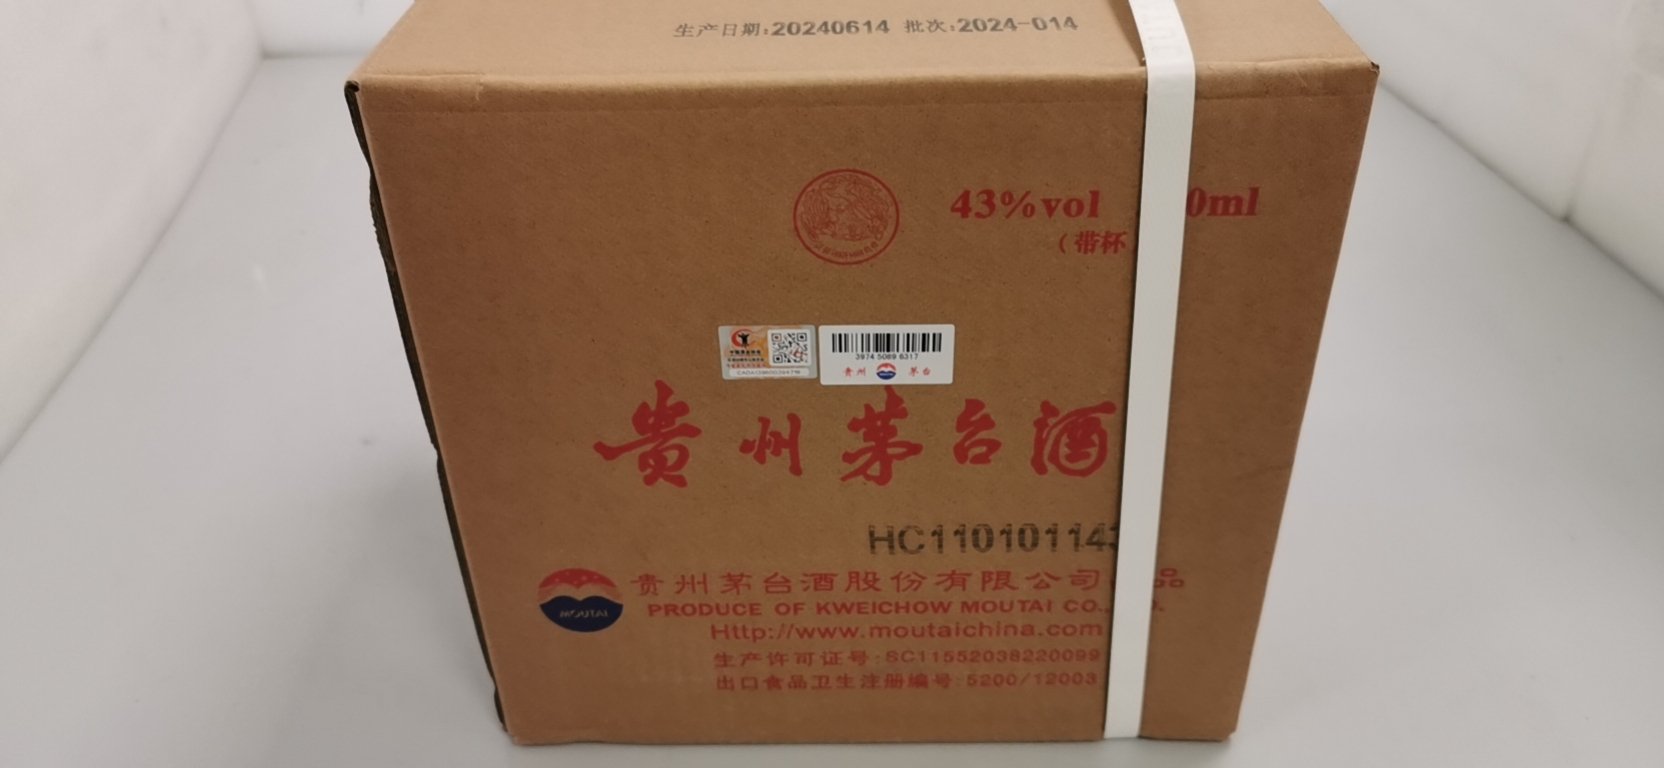 生产日期:20240614 批次:2024-014
43%vol 0ml
(带杯
3974 5089 6317
贵州 茅台
贵州茅台酒
HC110101143
MOUTAI 贵州茅台酒股份有限公司 品
PRODUCE OF KWEICHOW MOUTAI CO., D.
Http://www.moutaichina.com
生产许可证号:SC11552038220099
出口食品卫生注册编号:5200/12003